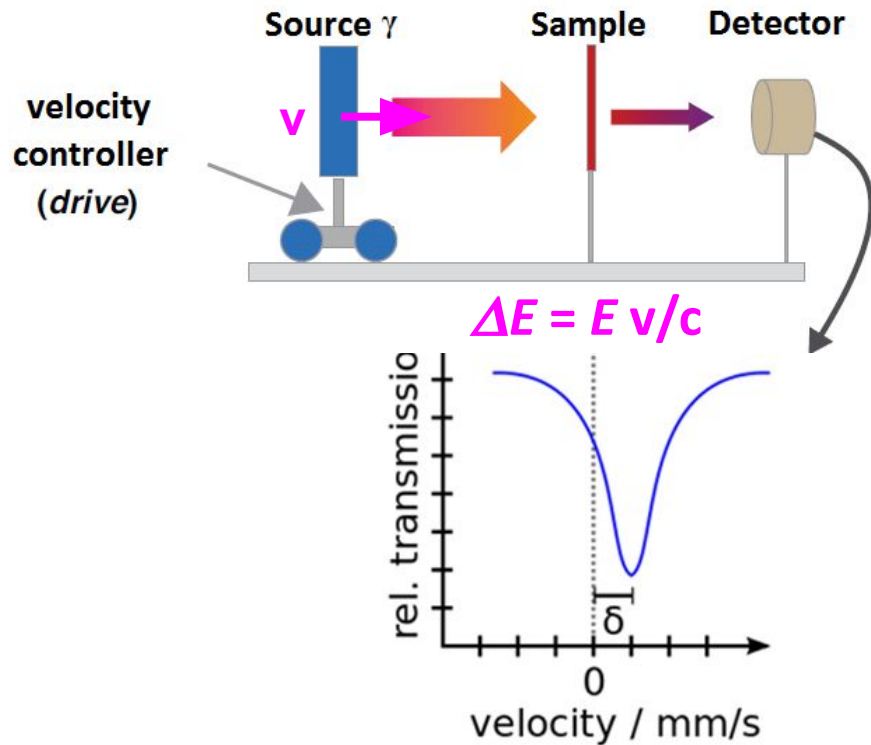 Source γ
Sample
Detector
velocity
controller
(drive)
v
ΔE = E v/c
rel. transmissio
δ
0
velocity / mm/s